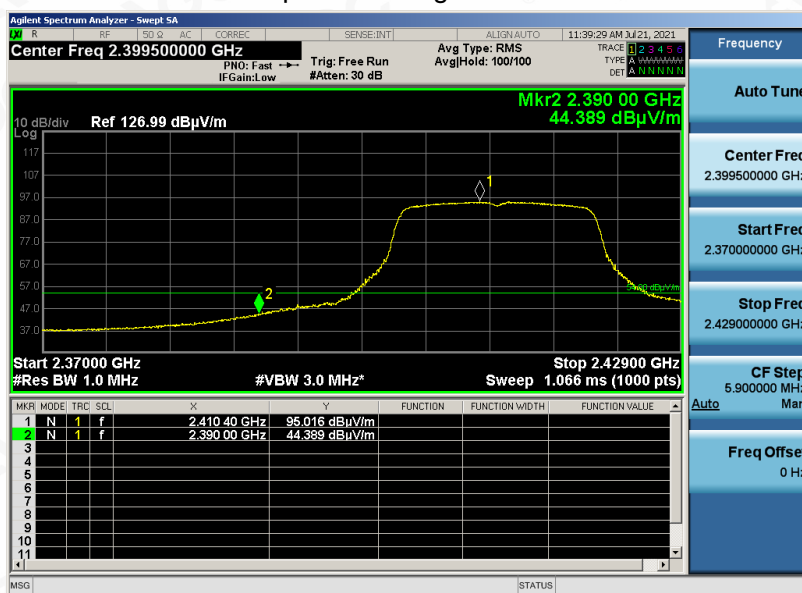 Agilent Spectrum Analyzer - Swept SA
LXI R RF 50 Ω AC CORREC SENSE:INT ALIGN AUTO 11:39:29 AM Jul 21, 2021
Center Freq 2.399500000 GHz
PNO: Fast
IFGain:Low
Trig: Free Run
#Atten: 30 dB
Avg Type: RMS
Avg|Hold: 100/100
TRACE 1 2 3 4 5 6
TYPE A WWWWW
DET A N N N N N
Mkr2 2.390 00 GHz
44.389 dBµV/m
10 dB/div Ref 126.99 dBµV/m
Log
117
107
97.0
87.0
77.0
67.0
57.0
47.0
37.0
1
2
54.00 dBµV/m
Start 2.37000 GHz Stop 2.42900 GHz
#Res BW 1.0 MHz #VBW 3.0 MHz* Sweep 1.066 ms (1000 pts)
MKR MODE TRC SCL X Y FUNCTION FUNCTION WIDTH FUNCTION VALUE
1 N 1 f 2.410 40 GHz 95.016 dBµV/m
2 N 1 f 2.390 00 GHz 44.389 dBµV/m
3
4
5
6
7
8
9
10
11
MSG STATUS
Frequency
Auto Tune
Center Freq
2.399500000 GHz
Start Freq
2.370000000 GHz
Stop Freq
2.429000000 GHz
CF Step
5.900000 MHz
Auto Man
Freq Offset
0 Hz